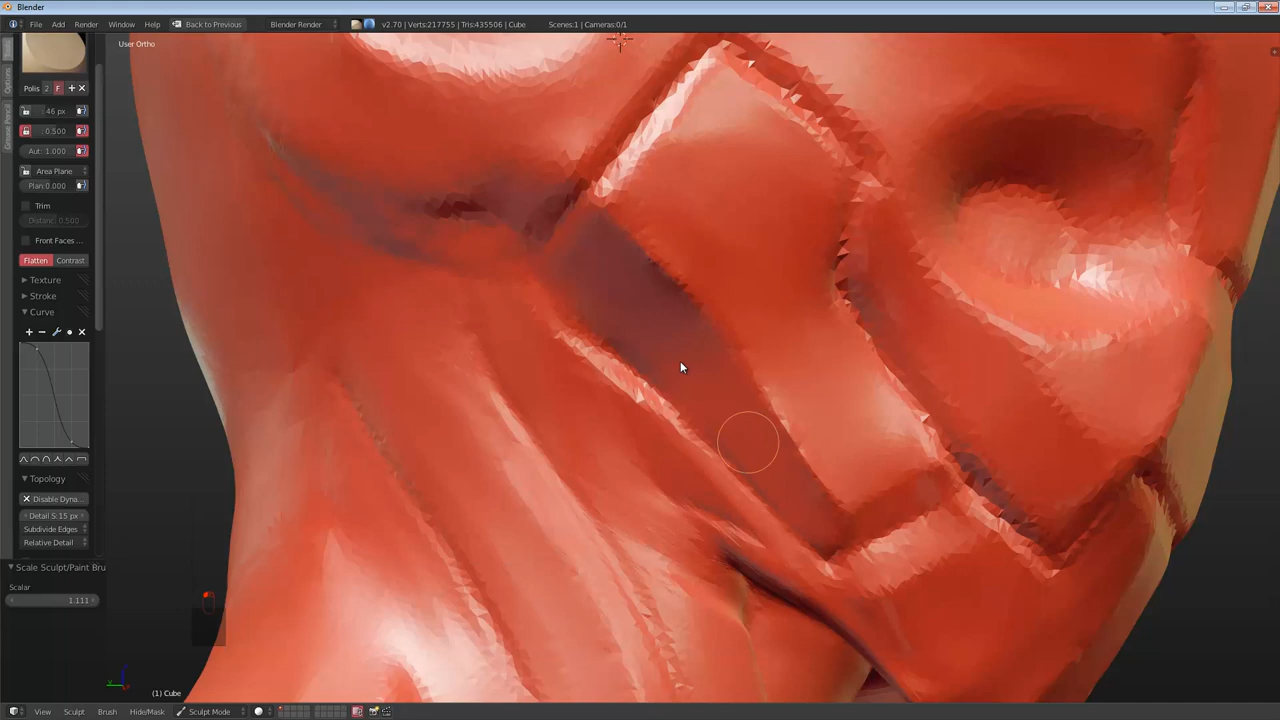 Blender
File Add Render Window Help Back to Previous Blender Render v2.70 | Verts:217755 | Tris:435506 | Cube Scenes:1 | Cameras:0/1
User Ortho
Tools
Options
Grease Pencil
Polis 2 F
46 px
0.500
Aut: 1.000
Area Plane
Plan:0.000
Trim
Distanc: 0.500
Front Faces ...
Flatten Contrast
Texture
Stroke
Curve
Topology
Disable Dyna...
Detail S:15 px
Subdivide Edges
Relative Detail
Scale Sculpt/Paint Bru
Scalar
1.111
(1) Cube
View Sculpt Brush Hide/Mask Sculpt Mode